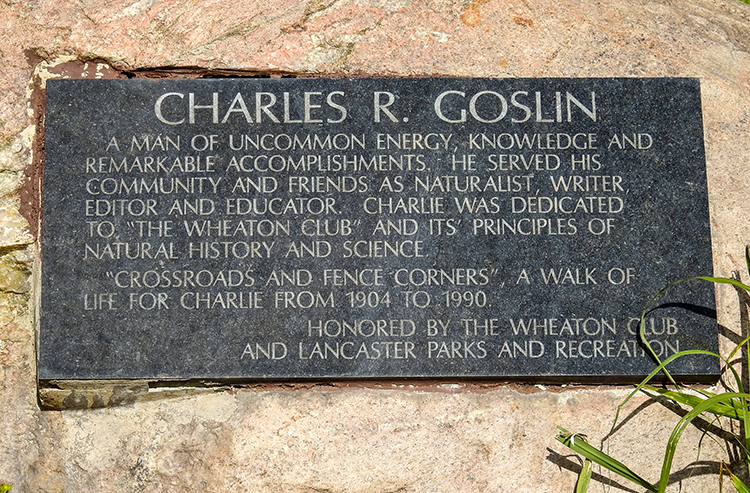 CHARLES R. GOSLIN
A MAN OF UNCOMMON ENERGY, KNOWLEDGE AND
REMARKABLE ACCOMPLISHMENTS. HE SERVED HIS
COMMUNITY AND FRIENDS AS NATURALIST, WRITER,
EDITOR AND EDUCATOR. CHARLIE WAS DEDICATED
TO, "THE WHEATON CLUB" AND ITS' PRINCIPLES OF
NATURAL HISTORY AND SCIENCE.
"CROSSROADS AND FENCE CORNERS", A WALK OF
LIFE FOR CHARLIE FROM 1904 TO 1990.
HONORED BY THE WHEATON CLUB
AND LANCASTER PARKS AND RECREATION